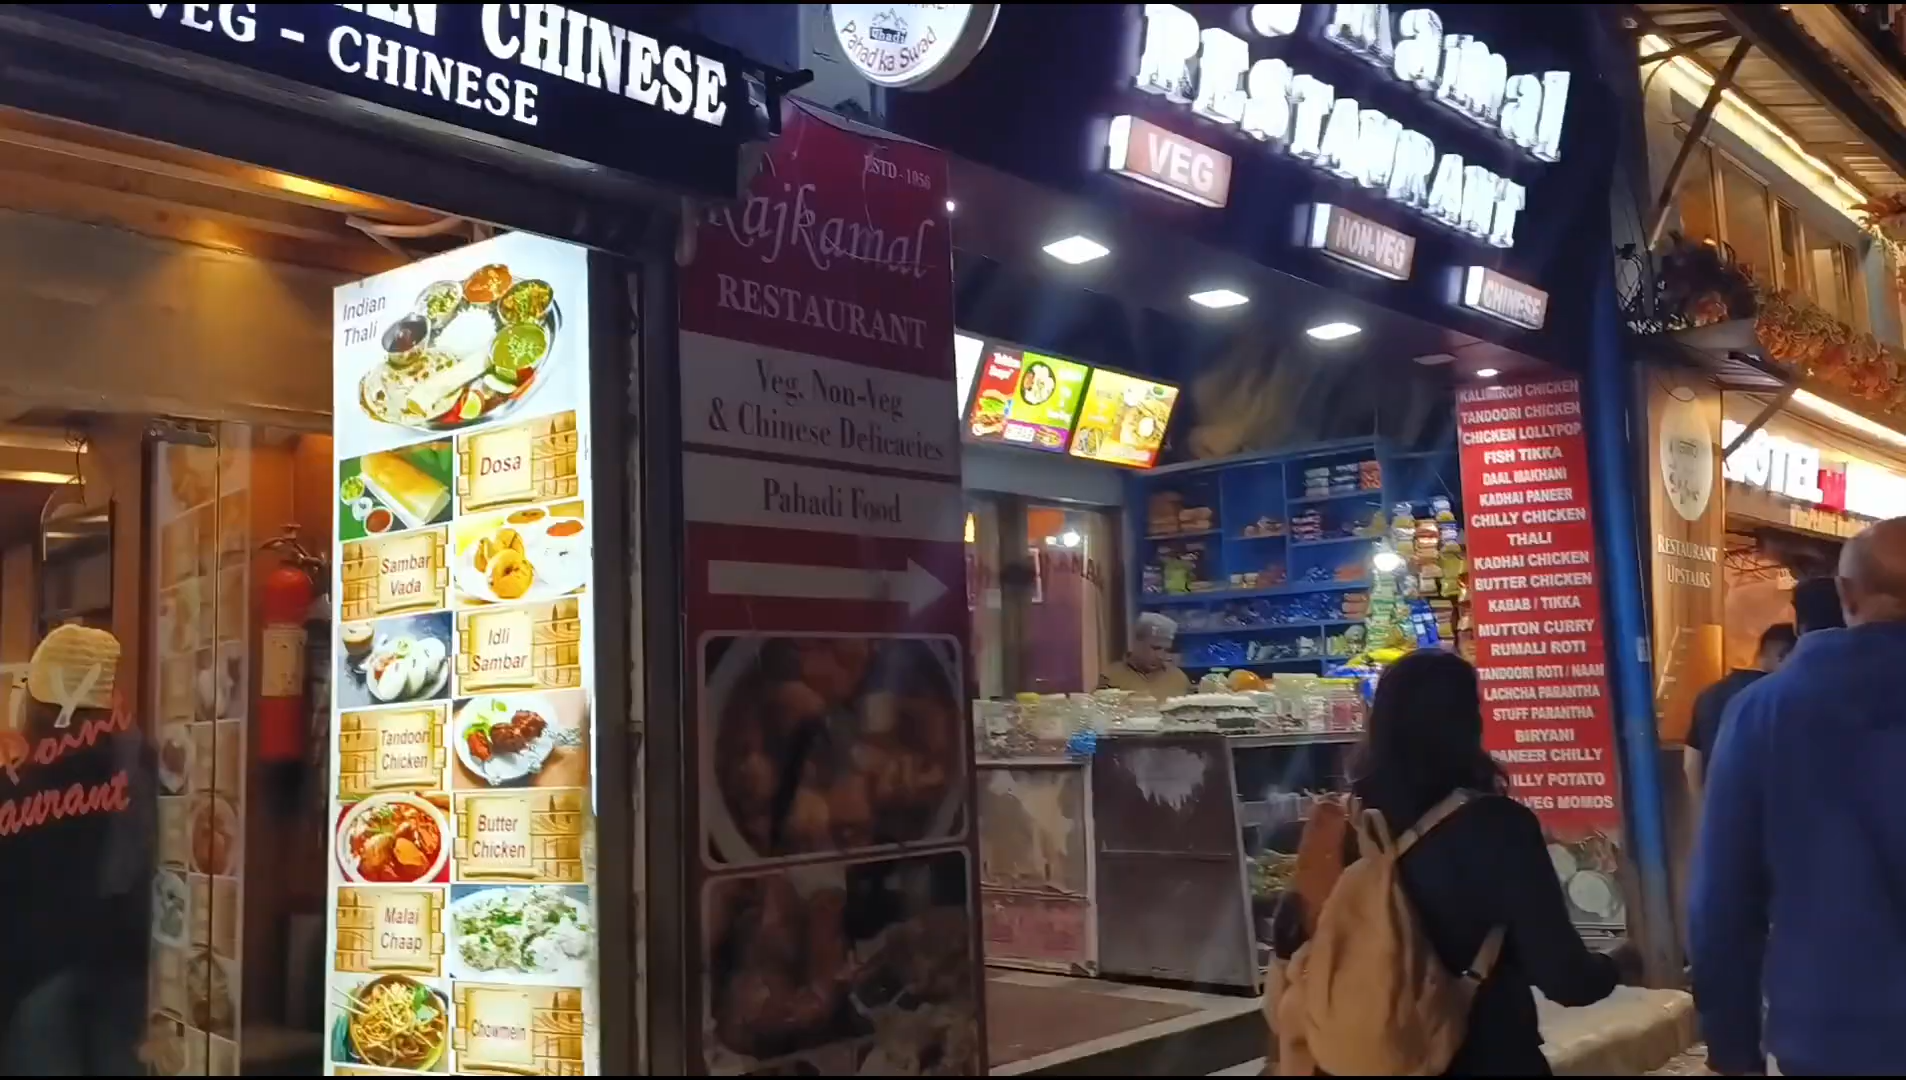 CHINESE
VEG - CHINESE
Pahad ka Swad
Kamal
RESTAURANT
VEG
NON-VEG
CHINESE
ESTD - 1956
Rajkamal
RESTAURANT
Veg, Non-Veg
& Chinese Delicacies
Pahadi Food
Indian
Thali
Dosa
Sambar
Vada
Idli
Sambar
Tandoori
Chicken
Butter
Chicken
Malai
Chaap
Chowmein
Point
KALIMIRCH CHICKEN
TANDOORI CHICKEN
CHICKEN LOLLYPOP
FISH TIKKA
DAAL MAKHANI
KADHAI PANEER
CHILLY CHICKEN
THALI
KADHAI CHICKEN
BUTTER CHICKEN
KABAB / TIKKA
MUTTON CURRY
RUMALI ROTI
TANDOORI ROTI / NAAN
LACHCHA PARANTHA
STUFF PARANTHA
BIRYANI
PANEER CHILLY
ILLY POTATO
VEG MOMOS
RESTAURANT
UPSTAIRS